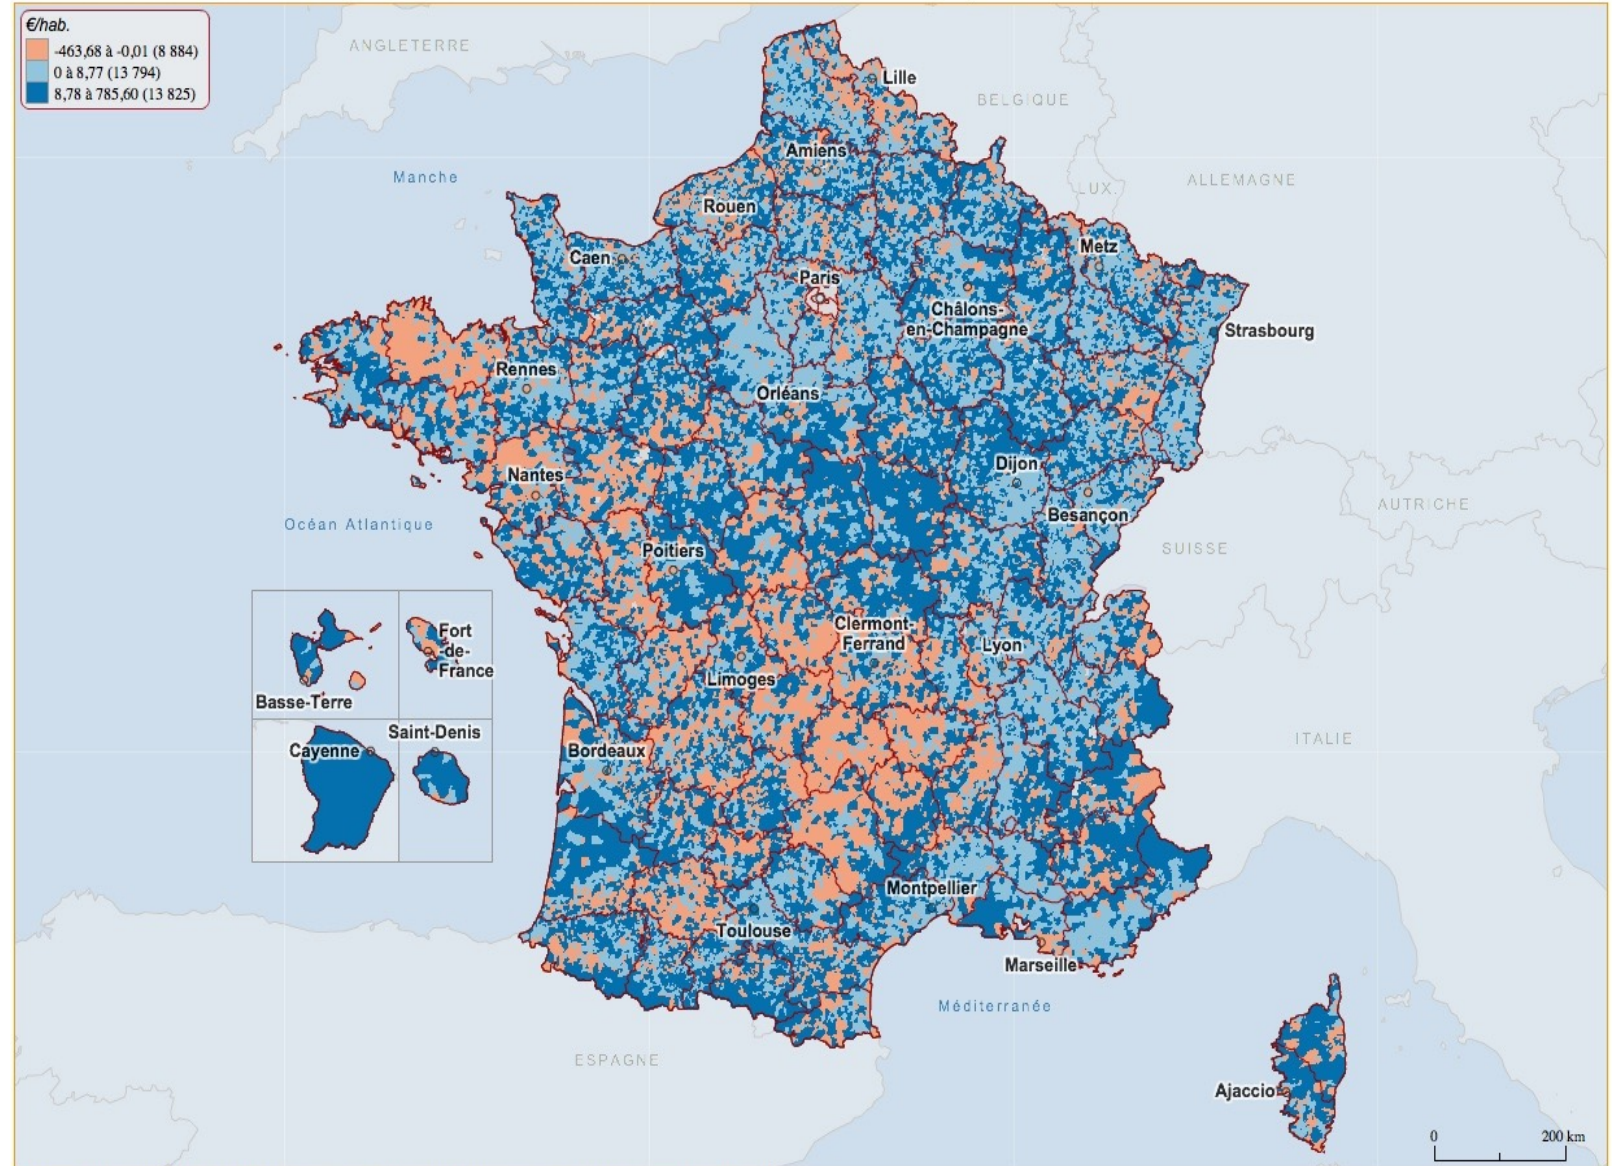 €/hab.
-463,68 à -0,01 (8 884)
0 à 8,77 (13 794)
8,78 à 785,60 (13 825)
ANGLETERRE
Lille
BELGIQUE
Amiens
Manche
LUX.
ALLEMAGNE
Rouen
Metz
Caen
Paris
Châlons-
en-Champagne
Strasbourg
Rennes
Orléans
Nantes
Dijon
AUTRICHE
Besançon
Océan Atlantique
Poitiers
SUISSE
Clermont-
Ferrand
Lyon
Fort
-de-
France
Limoges
Basse-Terre
Saint-Denis
Cayenne
Bordeaux
ITALIE
Montpellier
Toulouse
Marseille
Méditerranée
ESPAGNE
Ajaccio
0
200 km